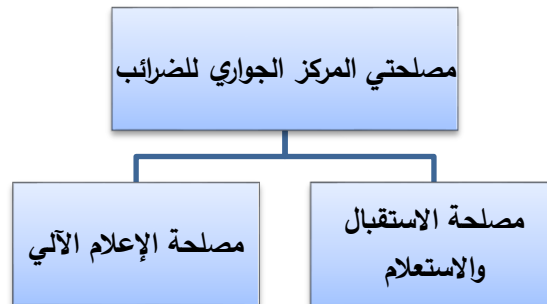 مصلحتي المركز الجواري للضرائب
مصلحة الاستقبال
والاستعلام
مصلحة الإعلام الآلي